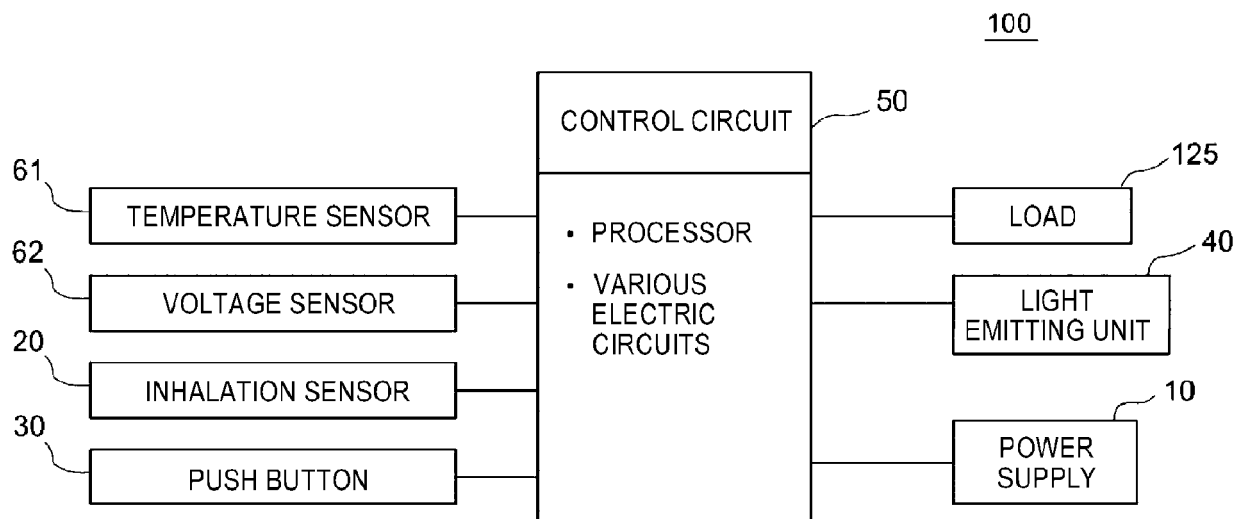 100
CONTROL CIRCUIT
50
• PROCESSOR
• VARIOUS
ELECTRIC
CIRCUITS
61
TEMPERATURE SENSOR
62
VOLTAGE SENSOR
20
INHALATION SENSOR
30
PUSH BUTTON
125
LOAD
40
LIGHT
EMITTING UNIT
10
POWER
SUPPLY